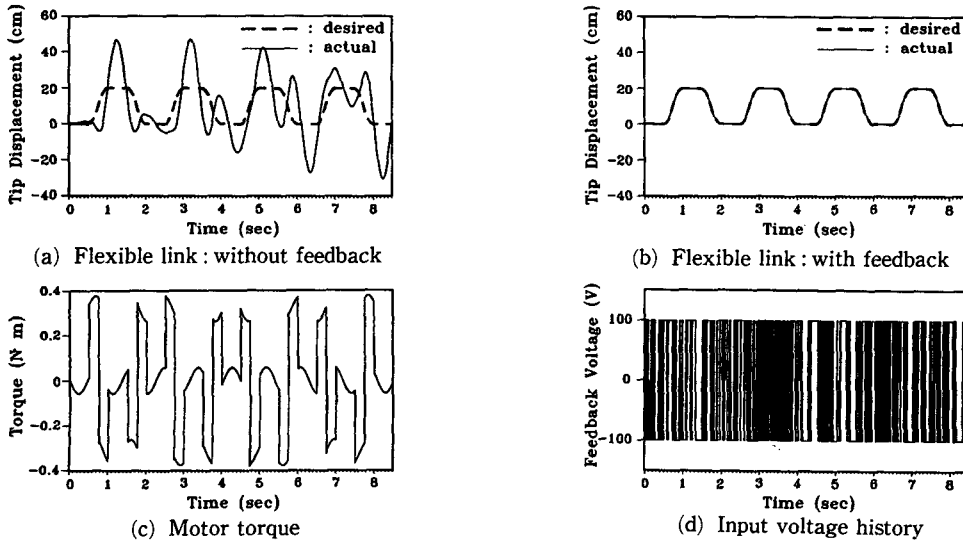 Tip Displacement (cm)
60
40
20
0
-20
-40
: desired
: actual
0 1 2 3 4 5 6 7 8
Time (sec)
(a) Flexible link : without feedback
Tip Displacement (cm)
60
40
20
0
-20
-40
: desired
: actual
0 1 2 3 4 5 6 7 8
Time (sec)
(b) Flexible link : with feedback
Torque (N m)
0.4
0.2
0
-0.2
-0.4
0 1 2 3 4 5 6 7 8
Time (sec)
(c) Motor torque
Feedback Voltage (V)
100
0
-100
0 1 2 3 4 5 6 7 8
Time (sec)
(d) Input voltage history